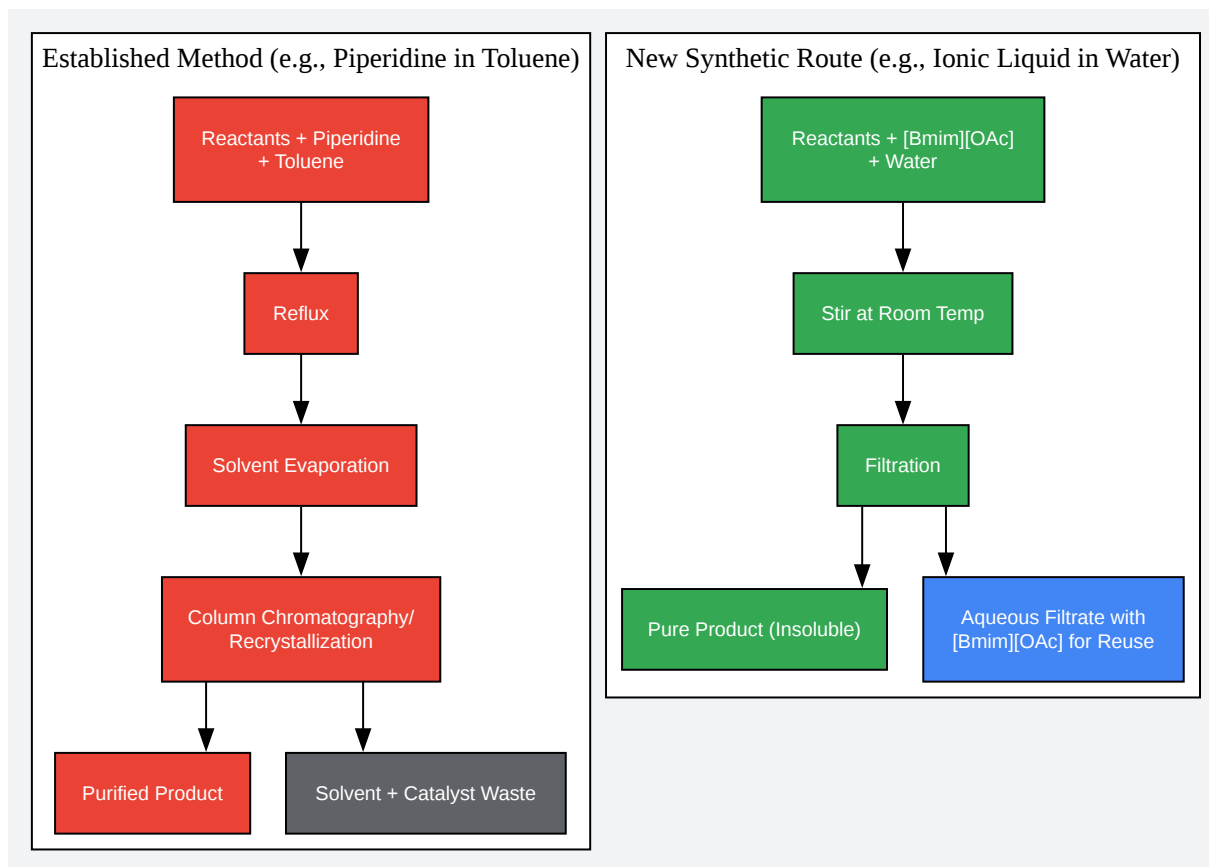 Established Method (e.g., Piperidine in Toluene)
Reactants + Piperidine
+ Toluene
Reflux
Solvent Evaporation
Column Chromatography/
Recrystallization
Purified Product
Solvent + Catalyst Waste
New Synthetic Route (e.g., Ionic Liquid in Water)
Reactants + [Bmim][OAc]
+ Water
Stir at Room Temp
Filtration
Pure Product (Insoluble)
Aqueous Filtrate with
[Bmim][OAc] for Reuse